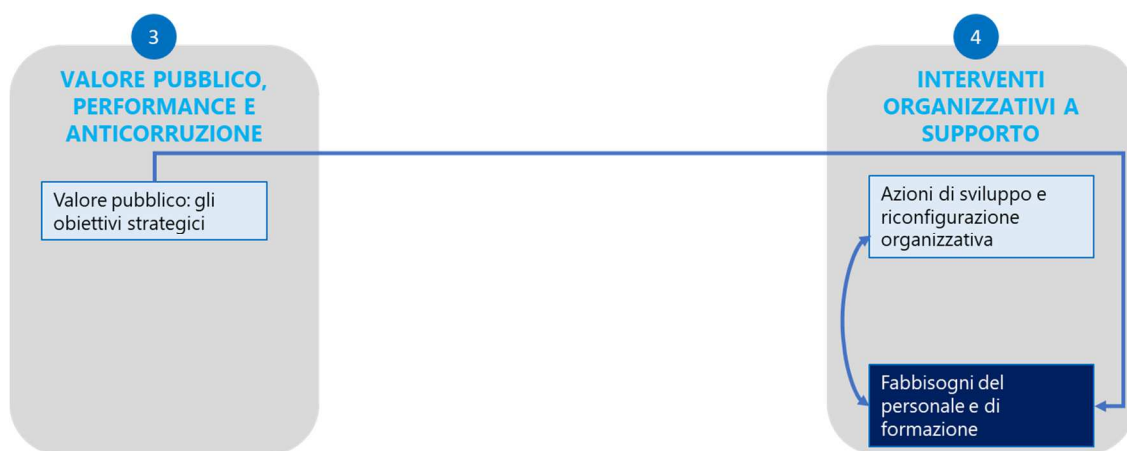 3
VALORE PUBBLICO,
PERFORMANCE E
ANTICORRUZIONE
Valore pubblico: gli
obiettivi strategici
4
INTERVENTI
ORGANIZZATIVI A
SUPPORTO
Azioni di sviluppo e
riconfigurazione
organizzativa
Fabbisogni del
personale e di
formazione